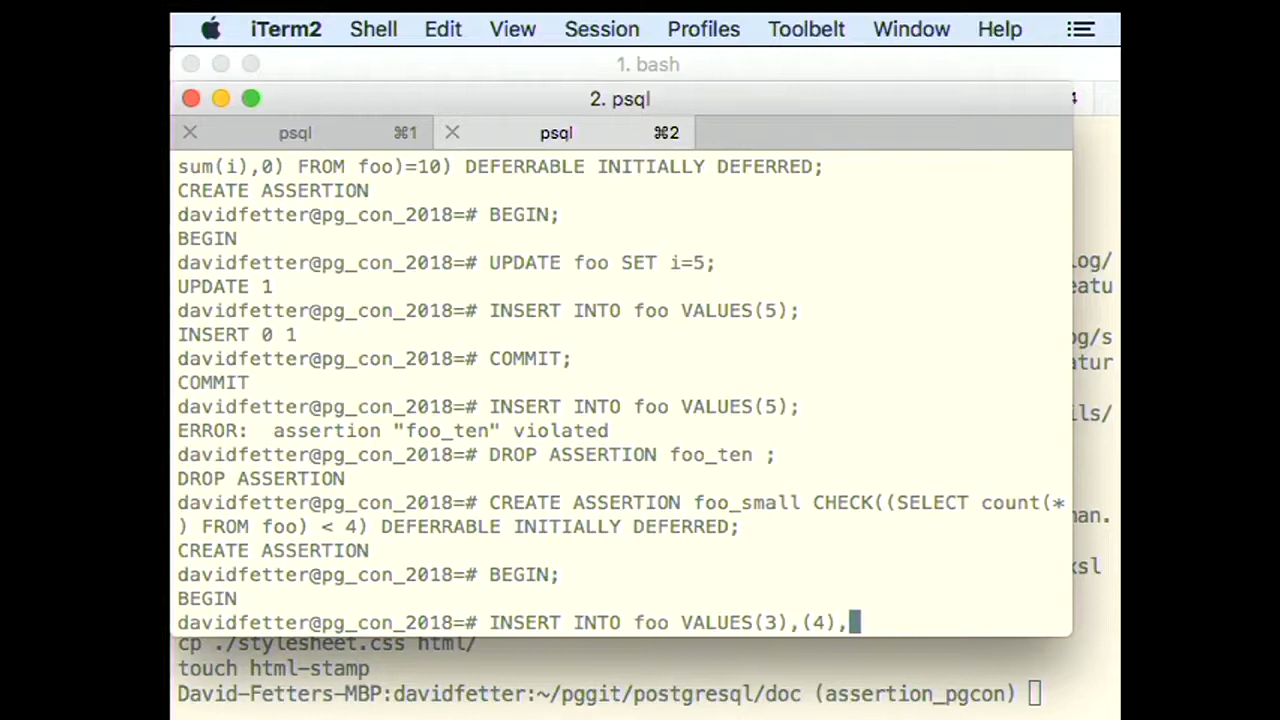 iTerm2 Shell Edit View Session Profiles Toolbelt Window Help
1. bash
2. psql
psql ⌘1 psql ⌘2
sum(i),0) FROM foo)=10) DEFERRABLE INITIALLY DEFERRED;
CREATE ASSERTION
davidfetter@pg_con_2018=# BEGIN;
BEGIN
davidfetter@pg_con_2018=# UPDATE foo SET i=5;
UPDATE 1
davidfetter@pg_con_2018=# INSERT INTO foo VALUES(5);
INSERT 0 1
davidfetter@pg_con_2018=# COMMIT;
COMMIT
davidfetter@pg_con_2018=# INSERT INTO foo VALUES(5);
ERROR:  assertion "foo_ten" violated
davidfetter@pg_con_2018=# DROP ASSERTION foo_ten ;
DROP ASSERTION
davidfetter@pg_con_2018=# CREATE ASSERTION foo_small CHECK((SELECT count(*
) FROM foo) < 4) DEFERRABLE INITIALLY DEFERRED;
CREATE ASSERTION
davidfetter@pg_con_2018=# BEGIN;
BEGIN
davidfetter@pg_con_2018=# INSERT INTO foo VALUES(3),(4),
cp ./stylesheet.css html/
touch html-stamp
David-Fetters-MBP:davidfetter:~/pggit/postgresql/doc (assertion_pgcon)